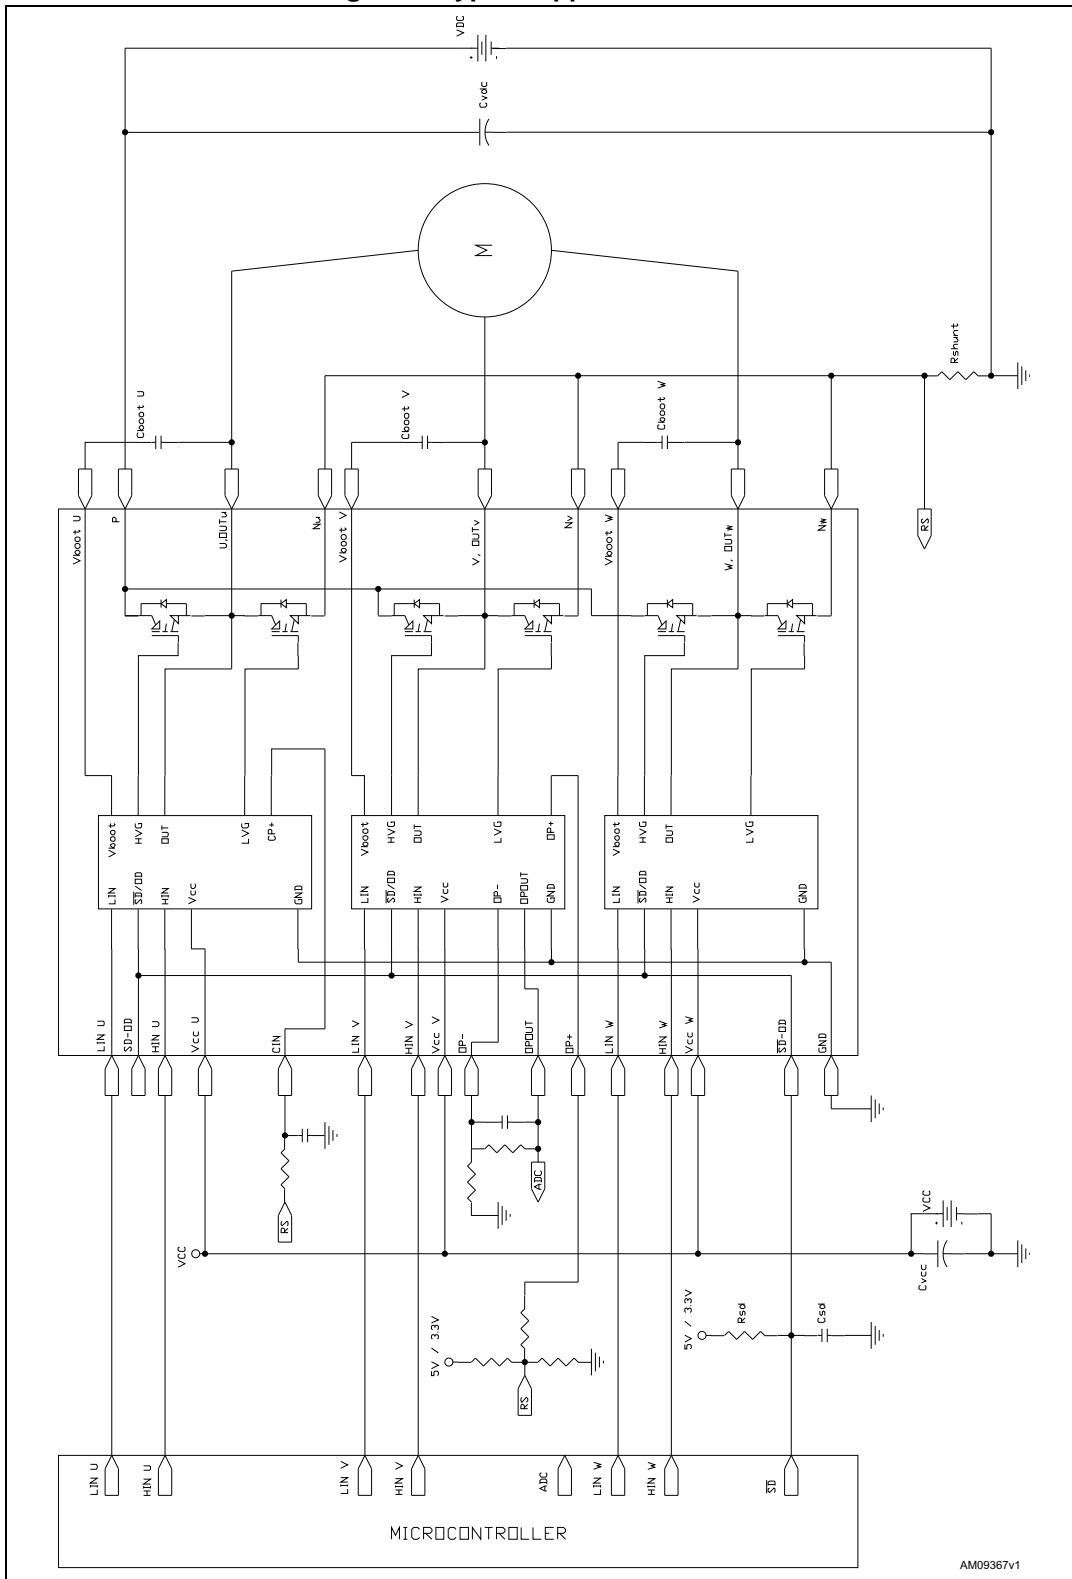 VDC
Cvdc
M
Rshunt
Cboot U
Cboot V
Cboot W
RS
Vboot U
P
U,OUTu
Nu
Vboot V
V, OUTv
Nv
Vboot W
W, OUTw
Nw
Vboot
HVG
OUT
LVG
CP+
LIN
SD/OD
HIN
Vcc
GND
Vboot
HVG
OUT
LVG
OP+
LIN
SD/OD
HIN
Vcc
OP-
OPOUT
GND
Vboot
HVG
OUT
LVG
LIN
SD/OD
HIN
Vcc
GND
LIN U
SD-OD
HIN U
Vcc U
CIN
LIN V
HIN V
Vcc V
OP-
OPOUT
OP+
LIN W
HIN W
Vcc W
SD-OD
GND
RS
ADC
VCC
VCC
Cvcc
5V / 3.3V
RS
5V / 3.3V
Rsd
Csd
LIN U
HIN U
LIN V
HIN V
ADC
LIN W
HIN W
SD
MICROCONTROLLER
AM09367v1